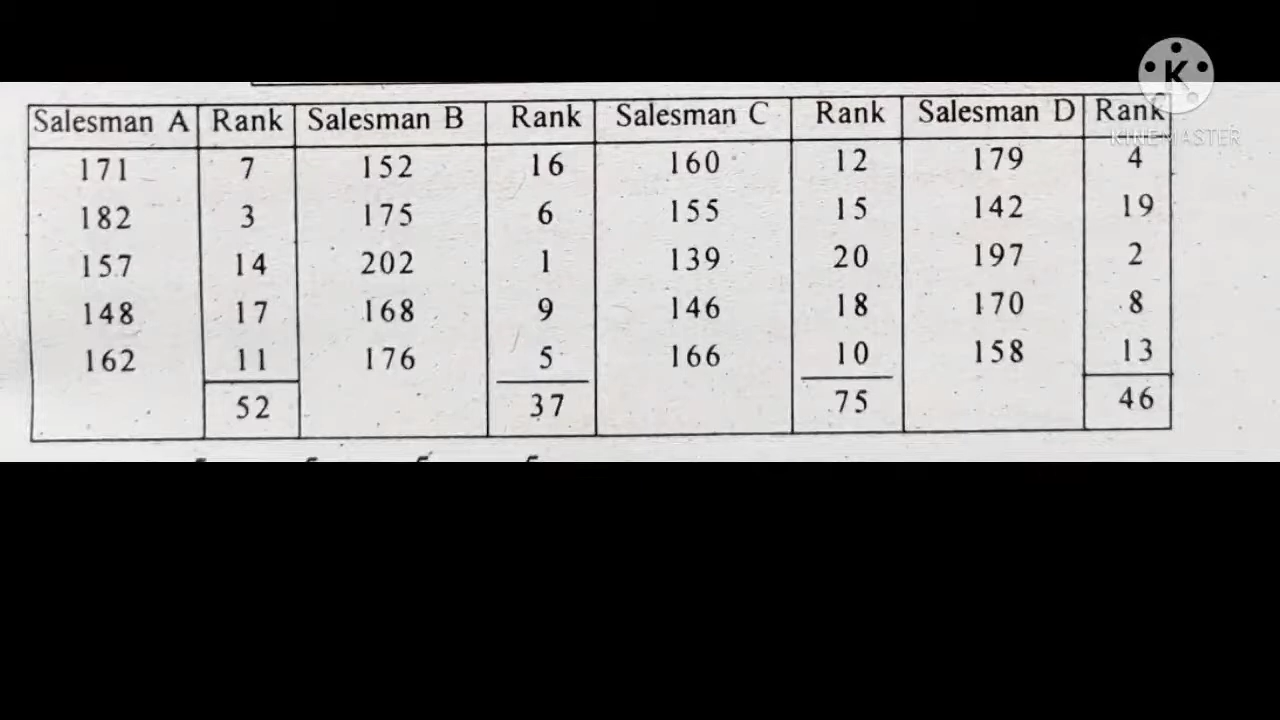 K
KINEMASTER
Salesman A Rank Salesman B Rank Salesman C Rank Salesman D Rank
171 7 152 16 160 12 179 4
182 3 175 6 155 15 142 19
157 14 202 1 139 20 197 2
148 17 168 9 146 18 170 8
162 11 176 5 166 10 158 13
52 37 75 46